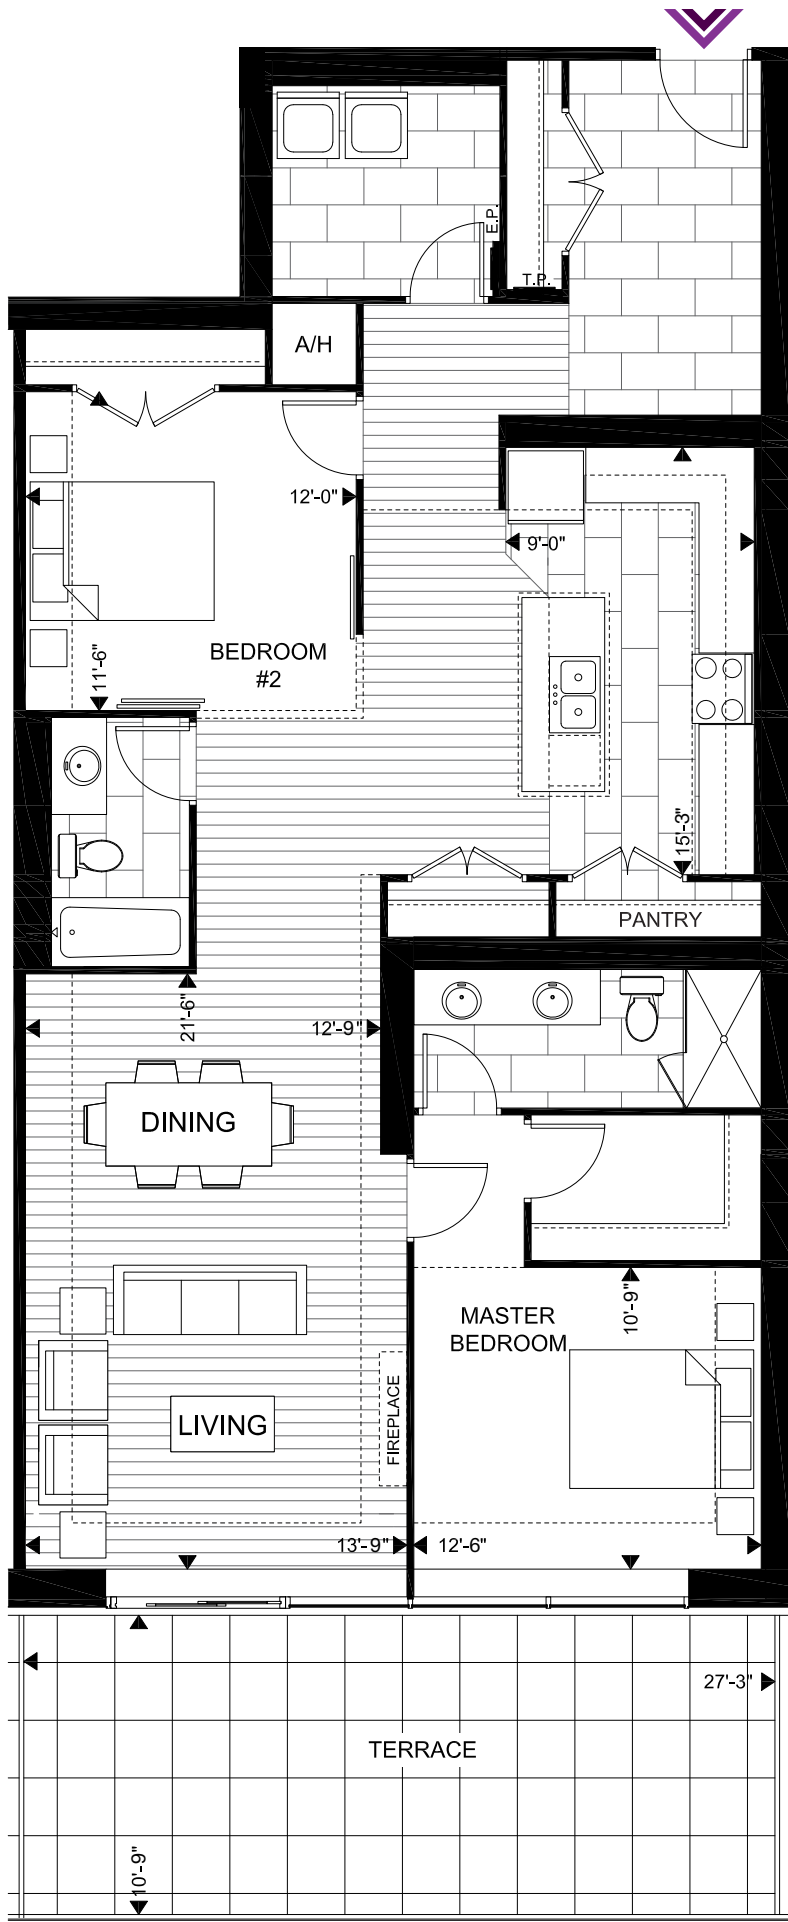 E.P.
T.P.
A/H
12'-0"
9'-0"
BEDROOM
#2
11'-6"
15'-3"
PANTRY
21'-6"
12'-9"
DINING
MASTER
BEDROOM
10'-9"
FIREPLACE
LIVING
13'-9"
12'-6"
27'-3"
TERRACE
10'-9"